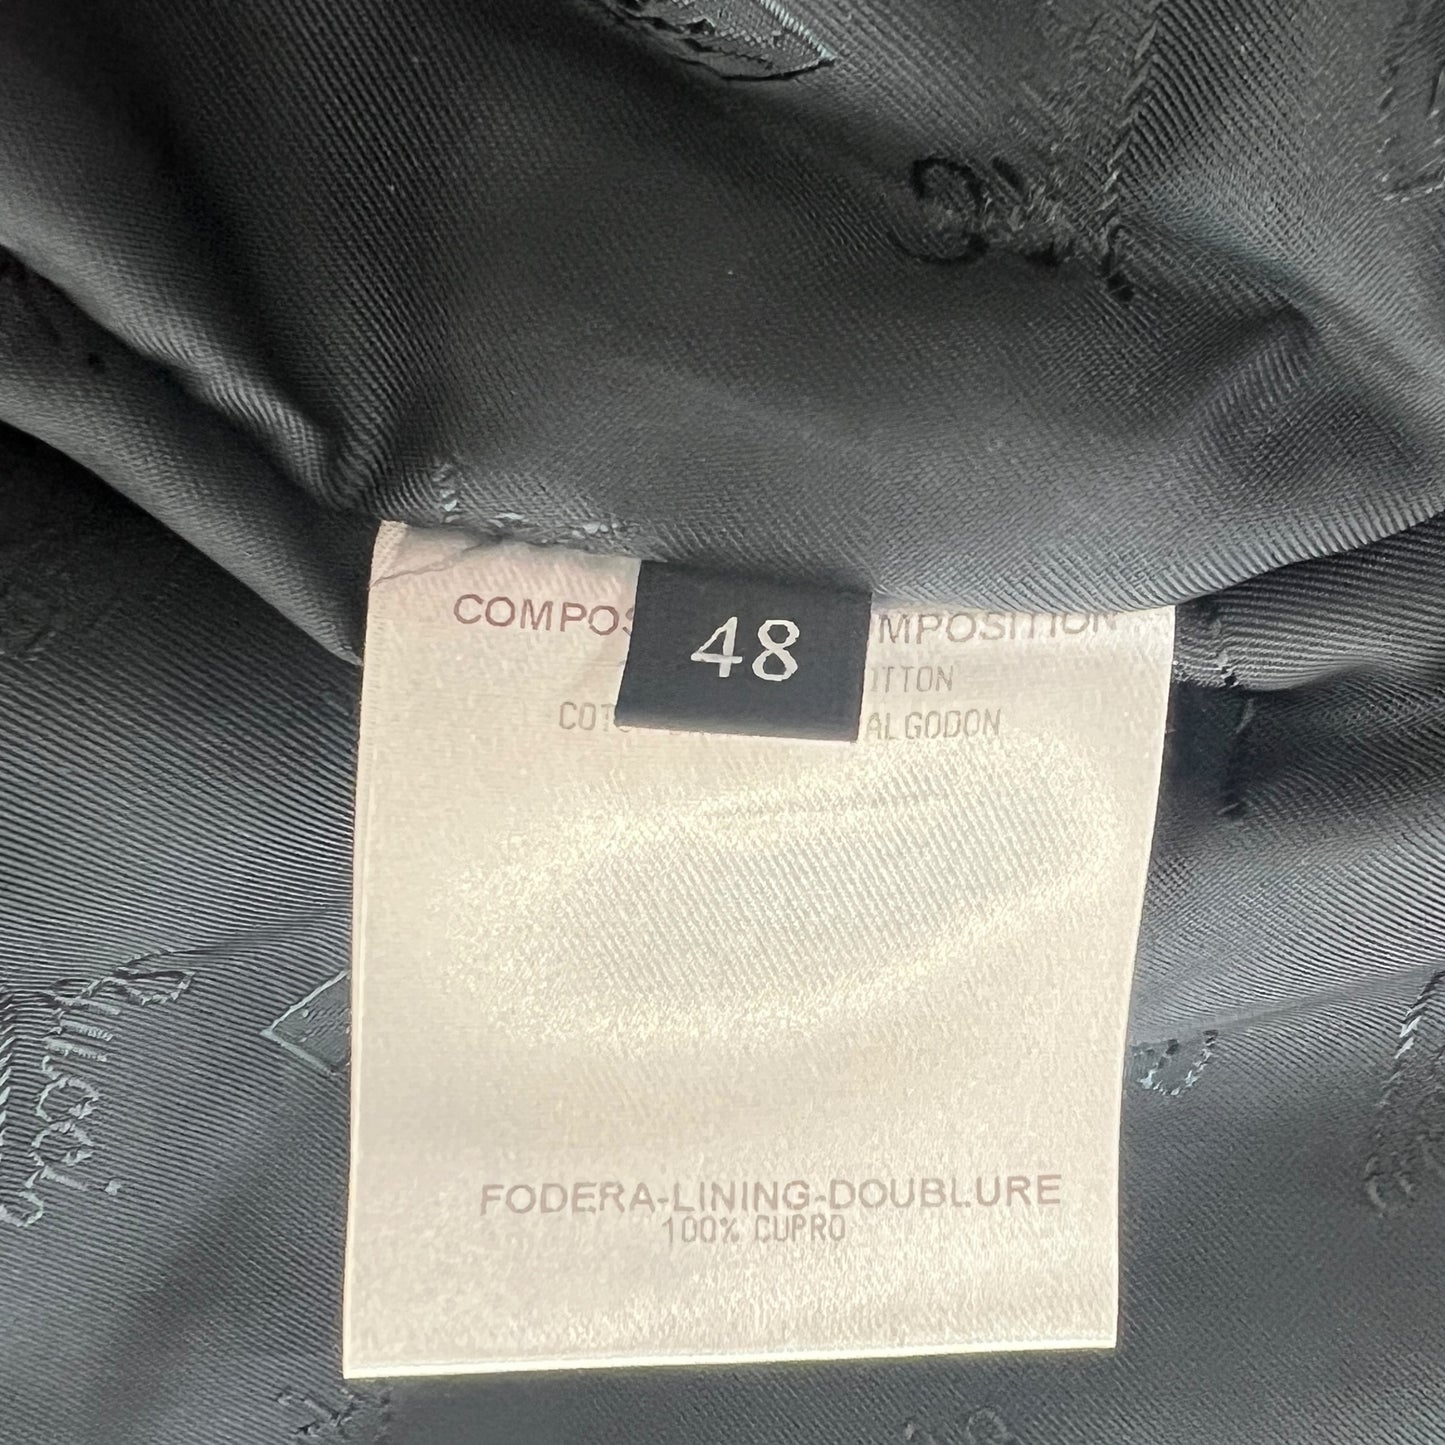 48
COMPOS MPOSITION
TTON
COT ALGODON
FODERA-LINING-DOUBLURE
100% CUPRO